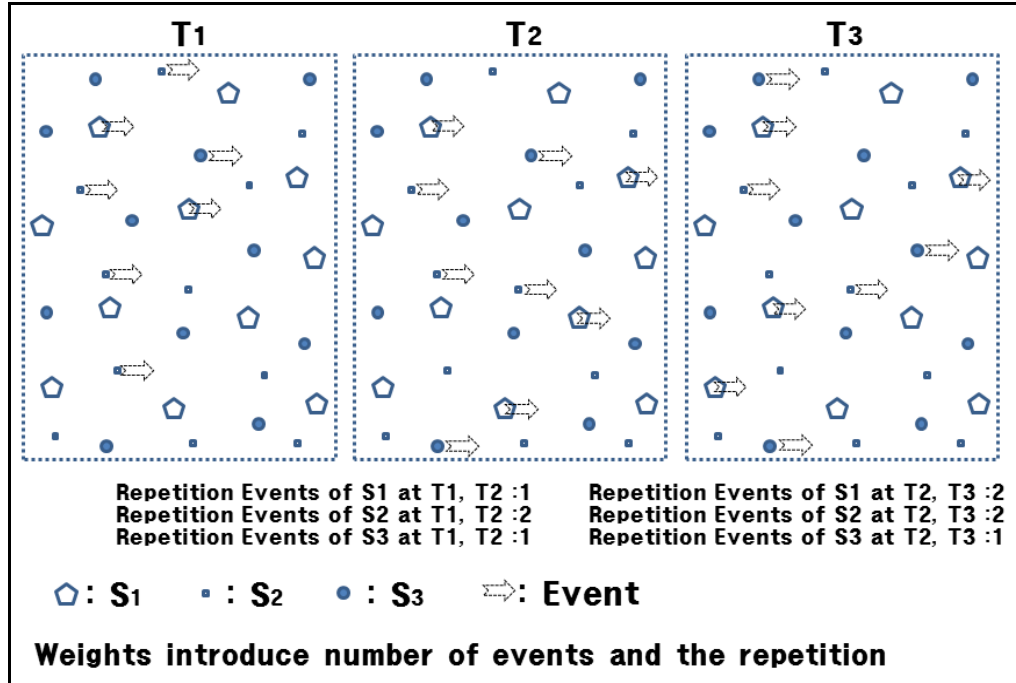 T1 T2 T3
Repetition Events of S1 at T1, T2 :1
Repetition Events of S2 at T1, T2 :2
Repetition Events of S3 at T1, T2 :1
Repetition Events of S1 at T2, T3 :2
Repetition Events of S2 at T2, T3 :2
Repetition Events of S3 at T2, T3 :1
: S1 : S2 : S3 : Event
Weights introduce number of events and the repetition